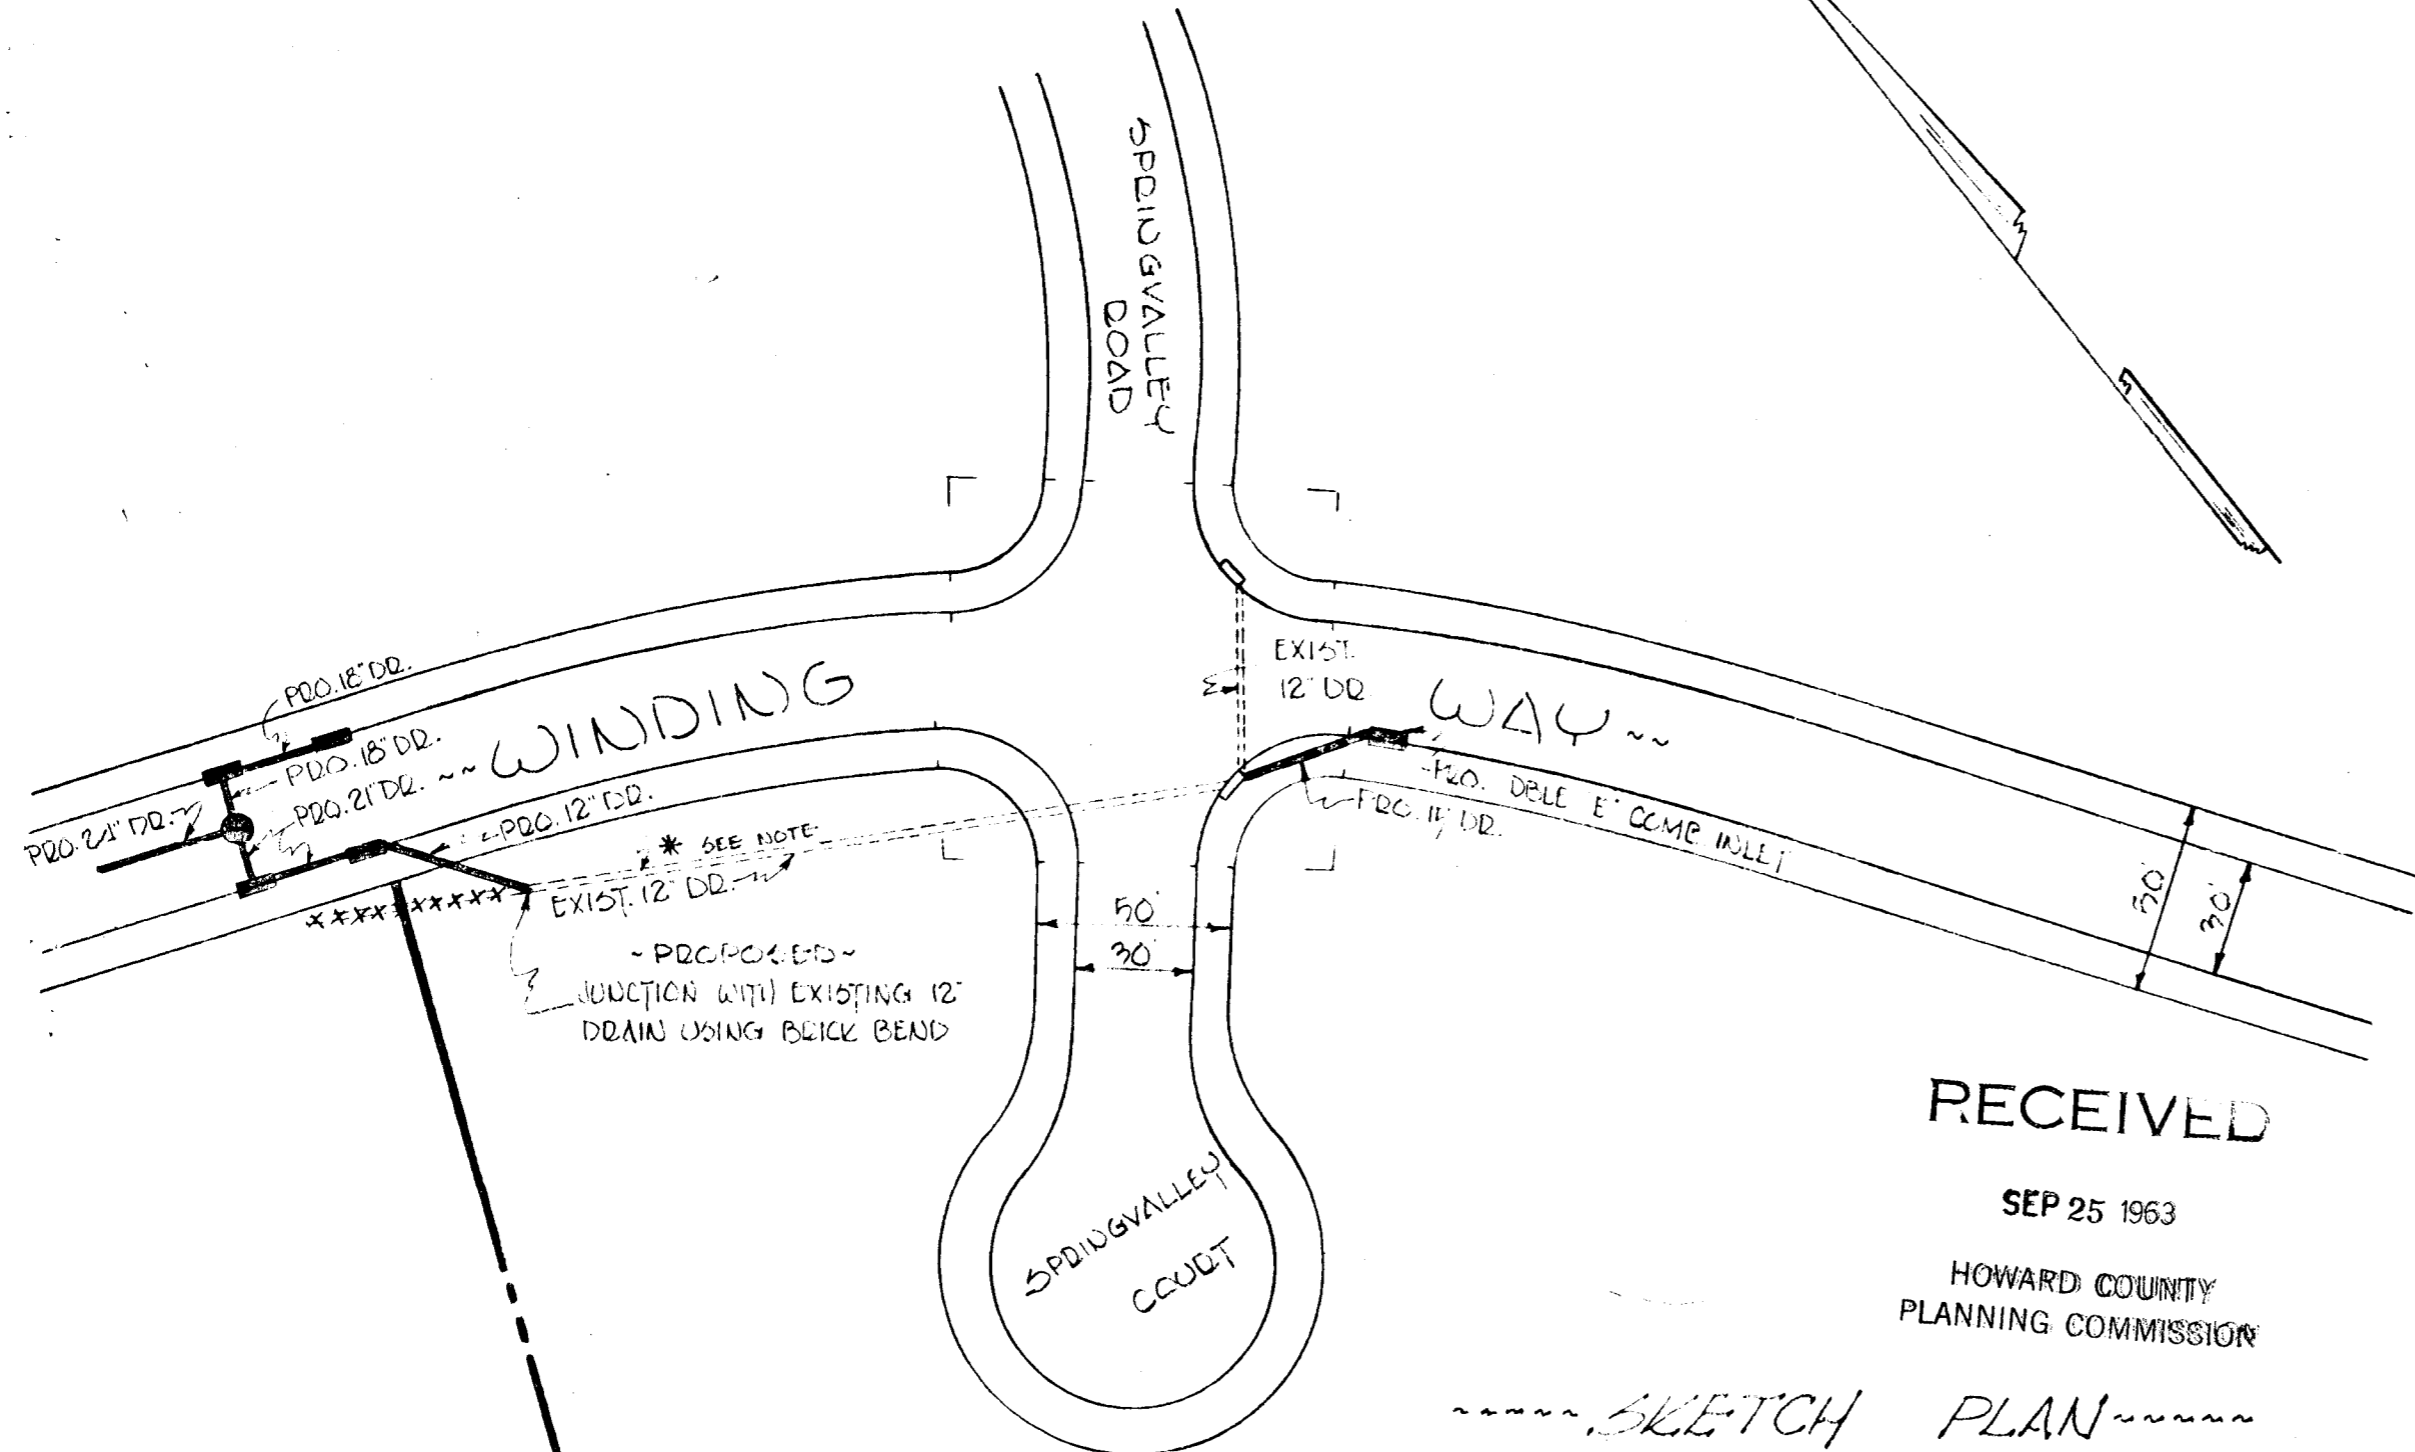 SPRINGVALLEY
ROAD
PRO. 18" DR.
PRO. 18" DR.
PRO. 21" DR.
~~ WINDING
WAY ~~
EXIST.
12" DR.
PRO. DR.
PRO. 12" DR.
* SEE NOTE
EXIST. 12" DR.
PRO. DBLE "E" COMB. INLET
PRO. DR.
~ PROPOSED ~
JUNCTION WITH EXISTING 12"
DRAIN USING BRICK BEND
50'
30'
50'
30'
SPRINGVALLEY
COURT
RECEIVED
SEP 25 1963
HOWARD COUNTY
PLANNING COMMISSION
~~~~~ SKETCH PLAN ~~~~~